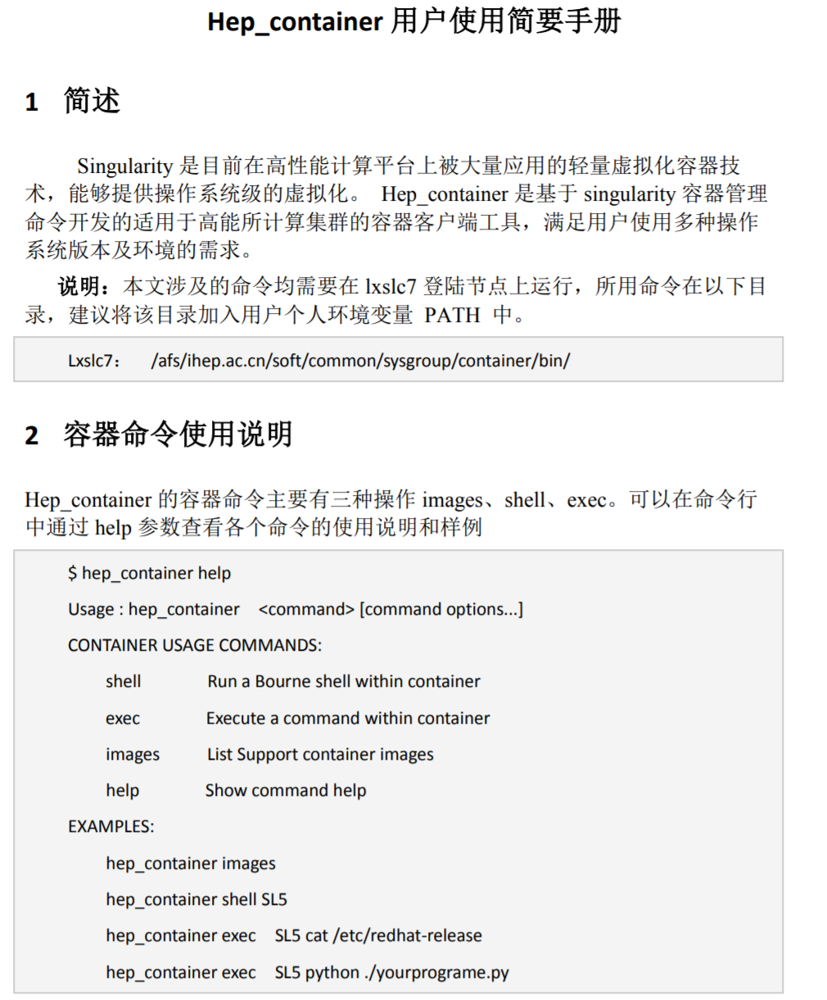 Hep_container 用户使用简要手册
1 简述
Singularity 是目前在高性能计算平台上被大量应用的轻量虚拟化容器技
术，能够提供操作系统级的虚拟化。 Hep_container 是基于 singularity 容器管理
命令开发的适用于高能所计算集群的容器客户端工具，满足用户使用多种操作
系统版本及环境的需求。
说明：本文涉及的命令均需要在 lxslc7 登陆节点上运行，所用命令在以下目
录，建议将该目录加入用户个人环境变量 PATH 中。
Lxslc7： /afs/ihep.ac.cn/soft/common/sysgroup/container/bin/
2 容器命令使用说明
Hep_container 的容器命令主要有三种操作 images、shell、exec。可以在命令行
中通过 help 参数查看各个命令的使用说明和样例
$ hep_container help
Usage : hep_container <command> [command options...]
CONTAINER USAGE COMMANDS:
shell Run a Bourne shell within container
exec Execute a command within container
images List Support container images
help Show command help
EXAMPLES:
hep_container images
hep_container shell SL5
hep_container exec SL5 cat /etc/redhat-release
hep_container exec SL5 python ./yourprograme.py